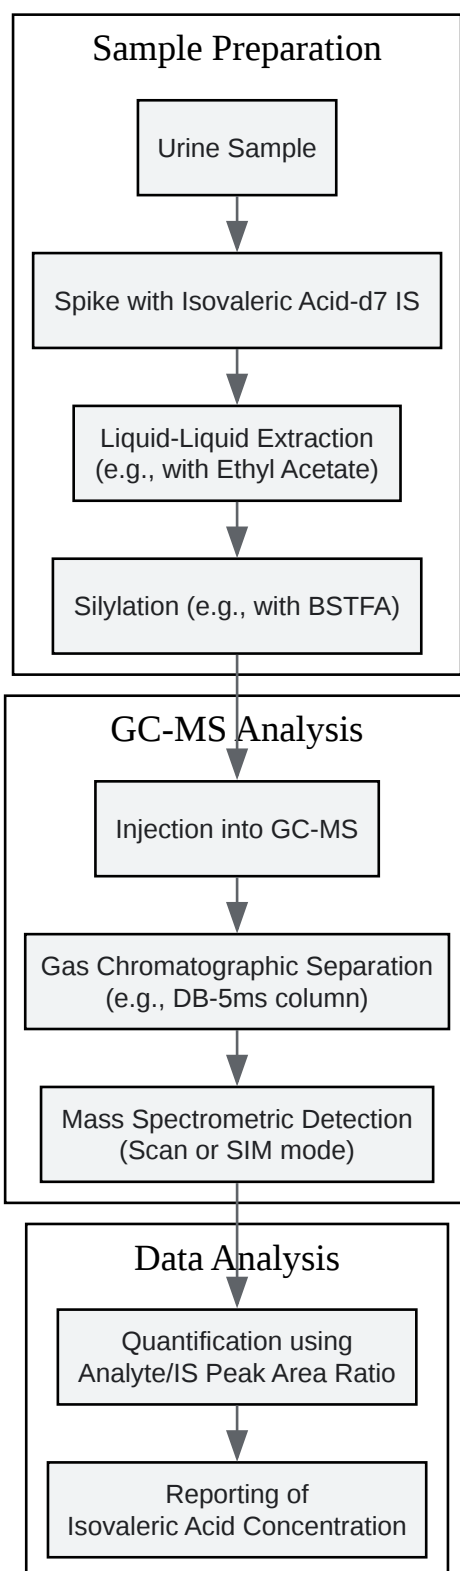 Sample Preparation
Urine Sample
Spike with Isovaleric Acid-d7 IS
Liquid-Liquid Extraction
(e.g., with Ethyl Acetate)
Silylation (e.g., with BSTFA)
GC-MS Analysis
Injection into GC-MS
Gas Chromatographic Separation
(e.g., DB-5ms column)
Mass Spectrometric Detection
(Scan or SIM mode)
Data Analysis
Quantification using
Analyte/IS Peak Area Ratio
Reporting of
Isovaleric Acid Concentration